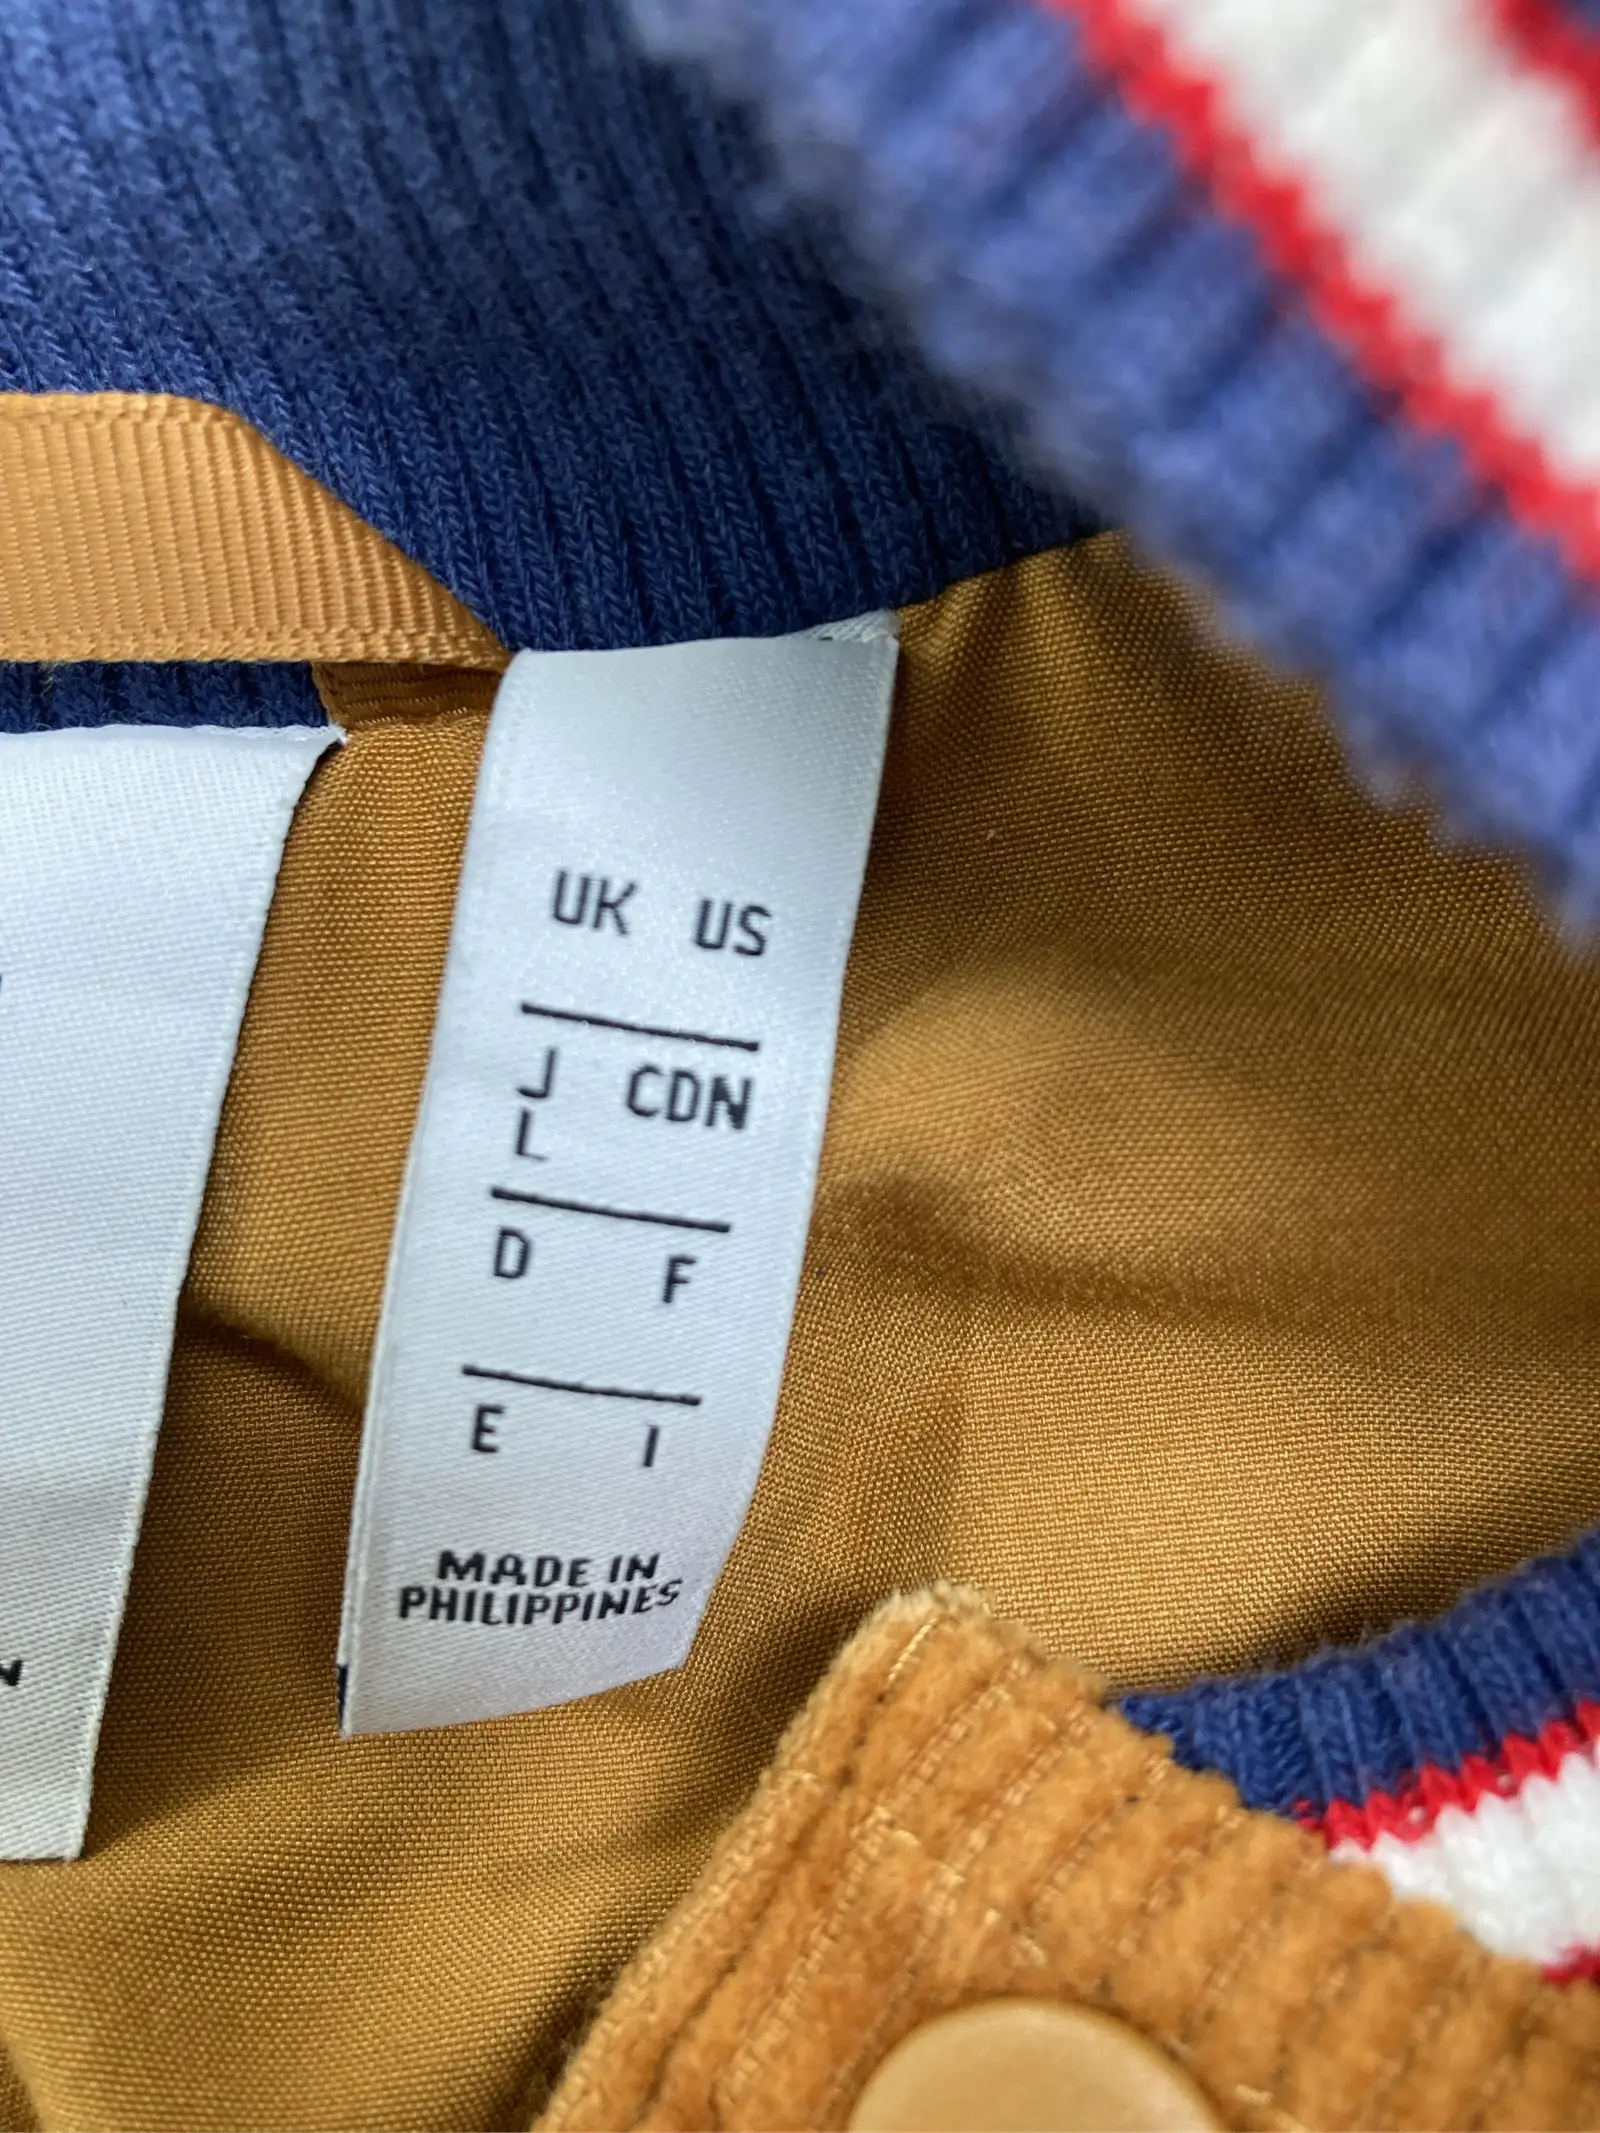 UK US
J CDN
L
D F
E I
MADE IN
PHILIPPINES
N